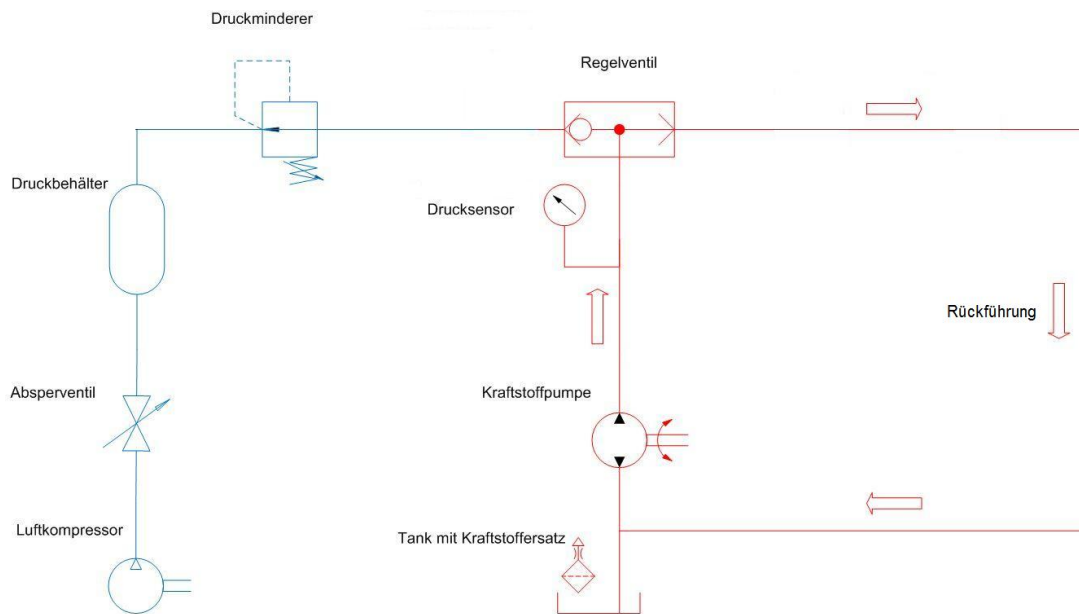 Druckminderer
Regelventil
Druckbehälter
Drucksensor
Rückführung
Absperventil
Kraftstoffpumpe
Luftkompressor
Tank mit Kraftstoffersatz